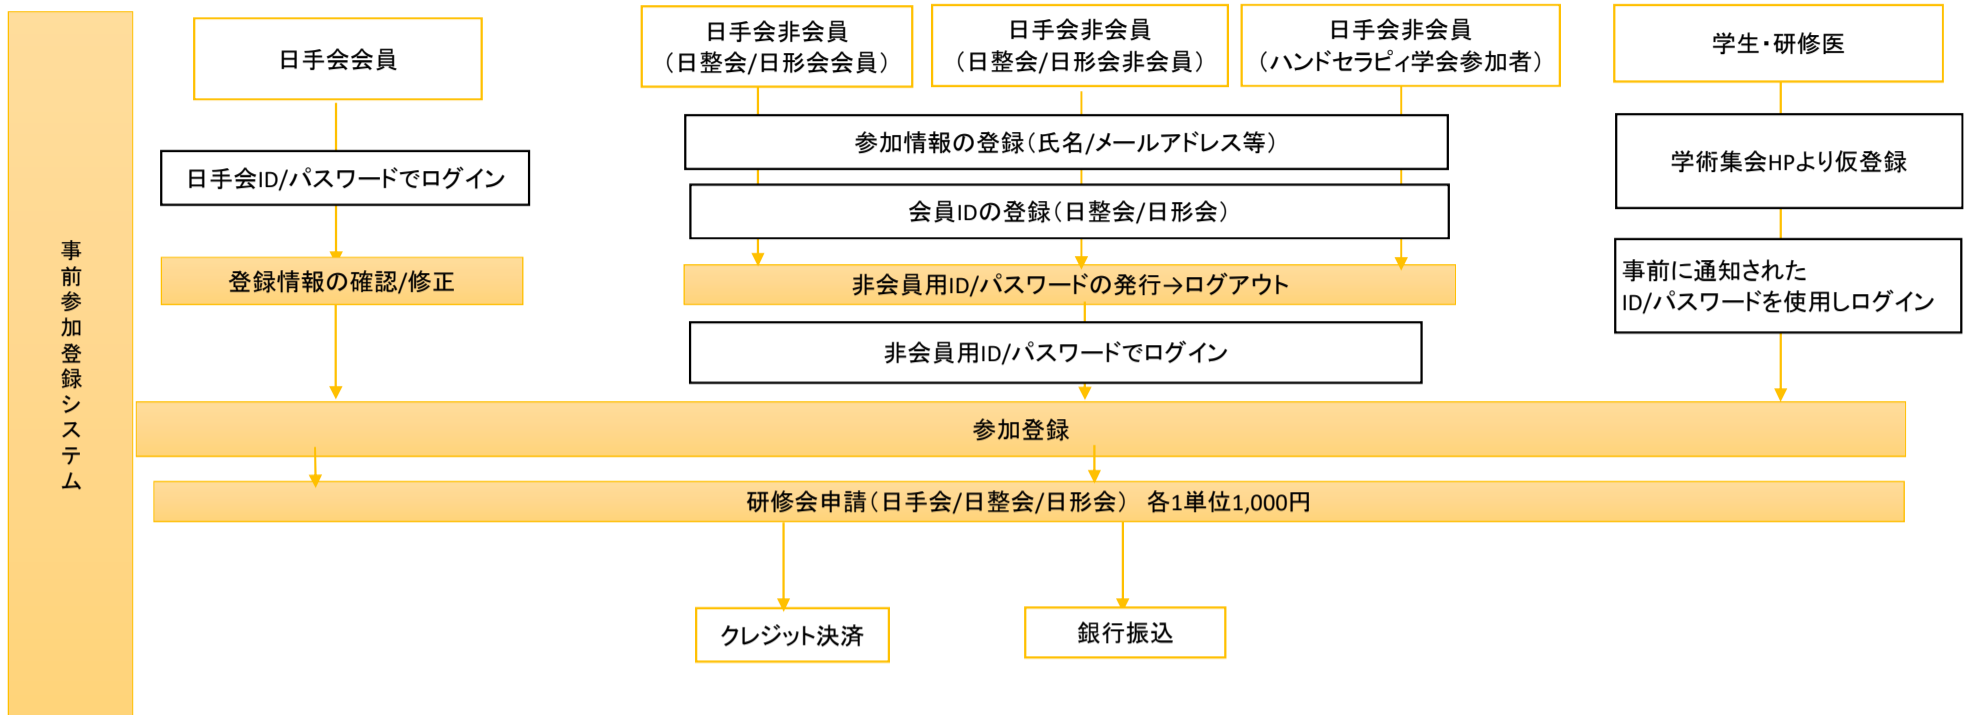 事前参加登録システム
日手会会員
日手会非会員
（日整会/日形会会員）
日手会非会員
（日整会/日形会非会員）
日手会非会員
（ハンドセラピィ学会参加者）
学生・研修医
日手会ID/パスワードでログイン
登録情報の確認/修正
参加情報の登録（氏名/メールアドレス等）
会員IDの登録（日整会/日形会）
非会員用ID/パスワードの発行→ログアウト
非会員用ID/パスワードでログイン
学術集会HPより仮登録
事前に通知された
ID/パスワードを使用しログイン
参加登録
研修会申請（日手会/日整会/日形会）　各1単位1,000円
クレジット決済
銀行振込